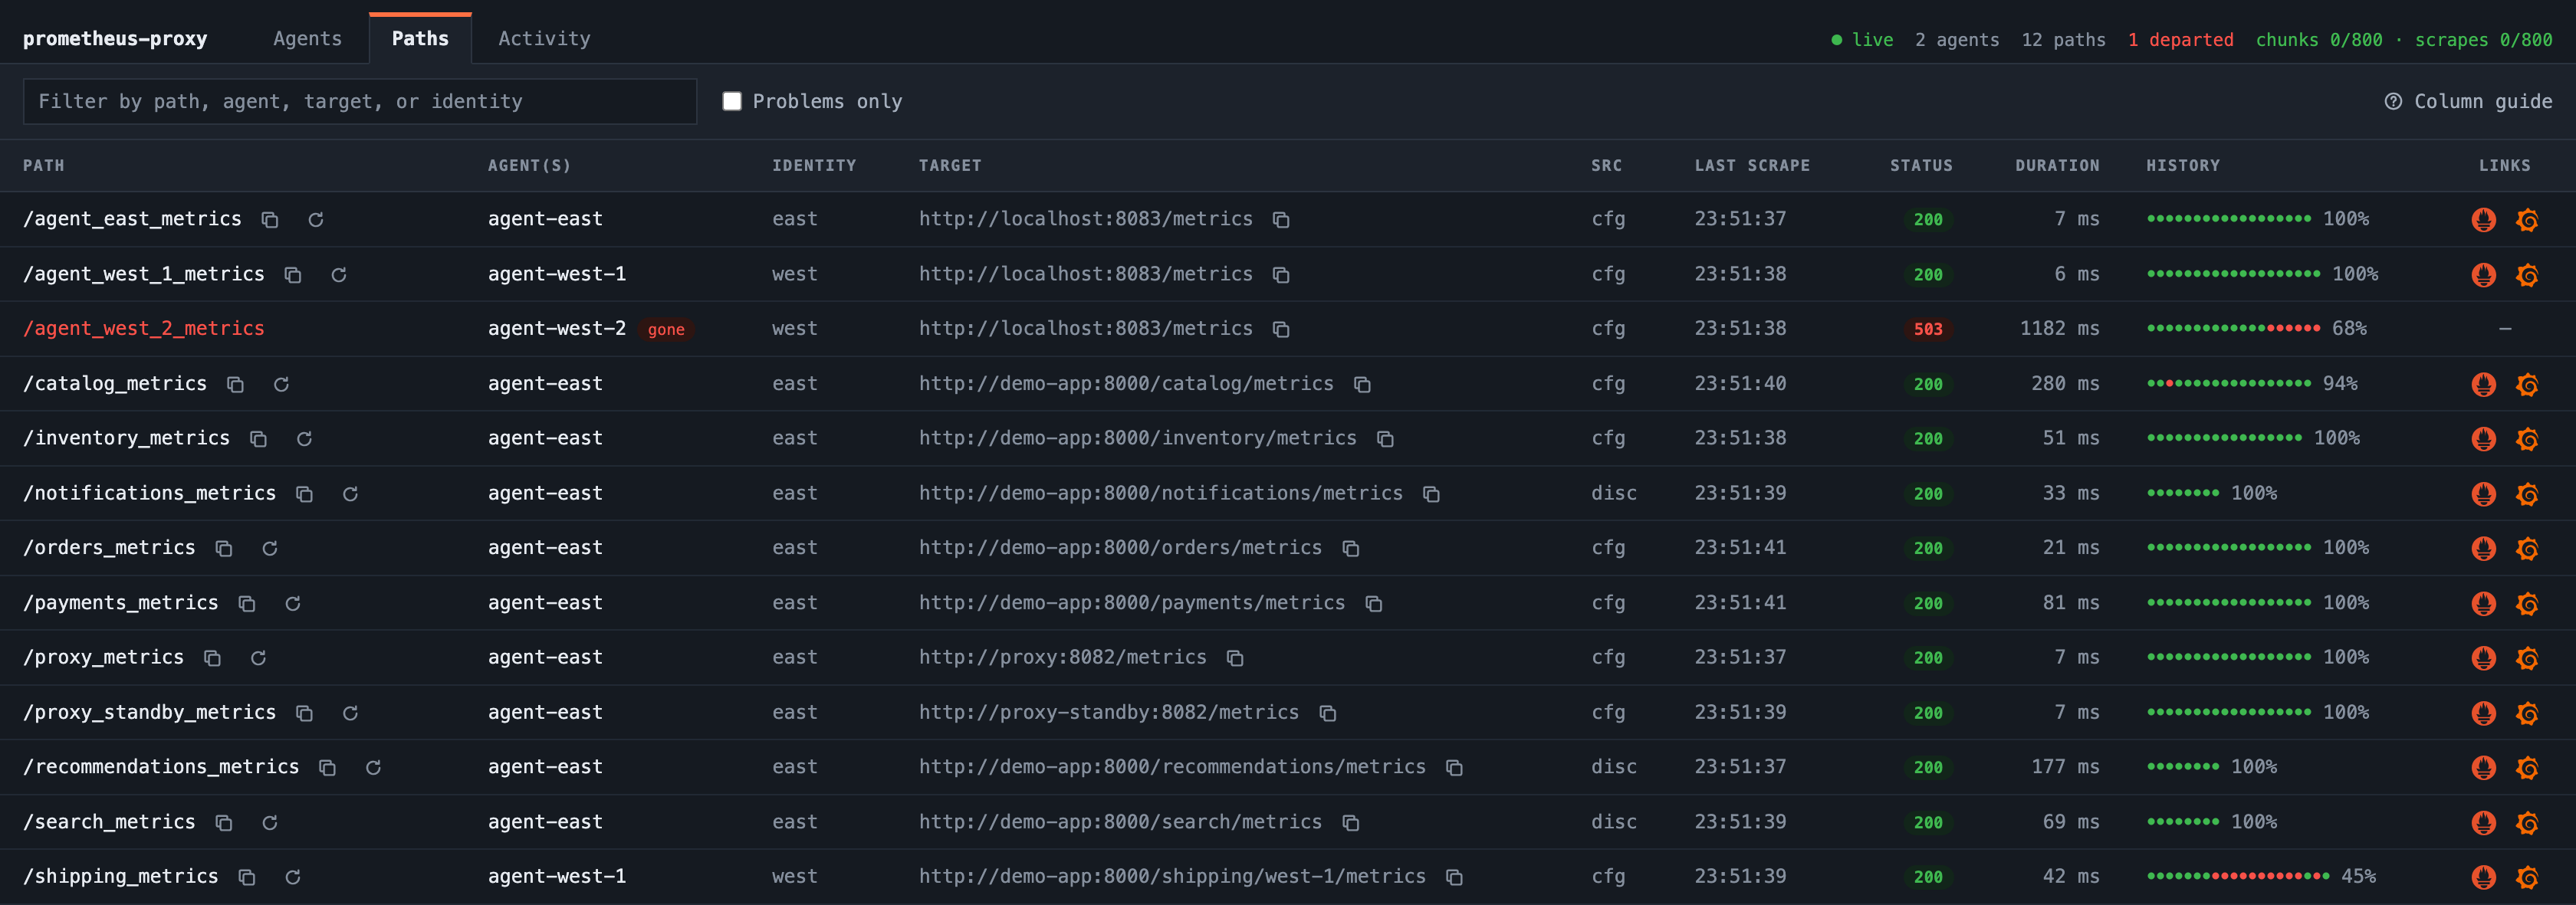 prometheus-proxy Agents Paths Activity live 2 agents 12 paths 1 departed chunks 0/800 · scrapes 0/800
Filter by path, agent, target, or identity Problems only Column guide
PATH AGENT(S) IDENTITY TARGET SRC LAST SCRAPE STATUS DURATION HISTORY LINKS
/agent_east_metrics agent-east east http://localhost:8083/metrics cfg 23:51:37 200 7 ms 100%
/agent_west_1_metrics agent-west-1 west http://localhost:8083/metrics cfg 23:51:38 200 6 ms 100%
/agent_west_2_metrics agent-west-2 gone west http://localhost:8083/metrics cfg 23:51:38 503 1182 ms 68% —
/catalog_metrics agent-east east http://demo-app:8000/catalog/metrics cfg 23:51:40 200 280 ms 94%
/inventory_metrics agent-east east http://demo-app:8000/inventory/metrics cfg 23:51:38 200 51 ms 100%
/notifications_metrics agent-east east http://demo-app:8000/notifications/metrics disc 23:51:39 200 33 ms 100%
/orders_metrics agent-east east http://demo-app:8000/orders/metrics cfg 23:51:41 200 21 ms 100%
/payments_metrics agent-east east http://demo-app:8000/payments/metrics cfg 23:51:41 200 81 ms 100%
/proxy_metrics agent-east east http://proxy:8082/metrics cfg 23:51:37 200 7 ms 100%
/proxy_standby_metrics agent-east east http://proxy-standby:8082/metrics cfg 23:51:39 200 7 ms 100%
/recommendations_metrics agent-east east http://demo-app:8000/recommendations/metrics disc 23:51:37 200 177 ms 100%
/search_metrics agent-east east http://demo-app:8000/search/metrics disc 23:51:39 200 69 ms 100%
/shipping_metrics agent-west-1 west http://demo-app:8000/shipping/west-1/metrics cfg 23:51:39 200 42 ms 45%